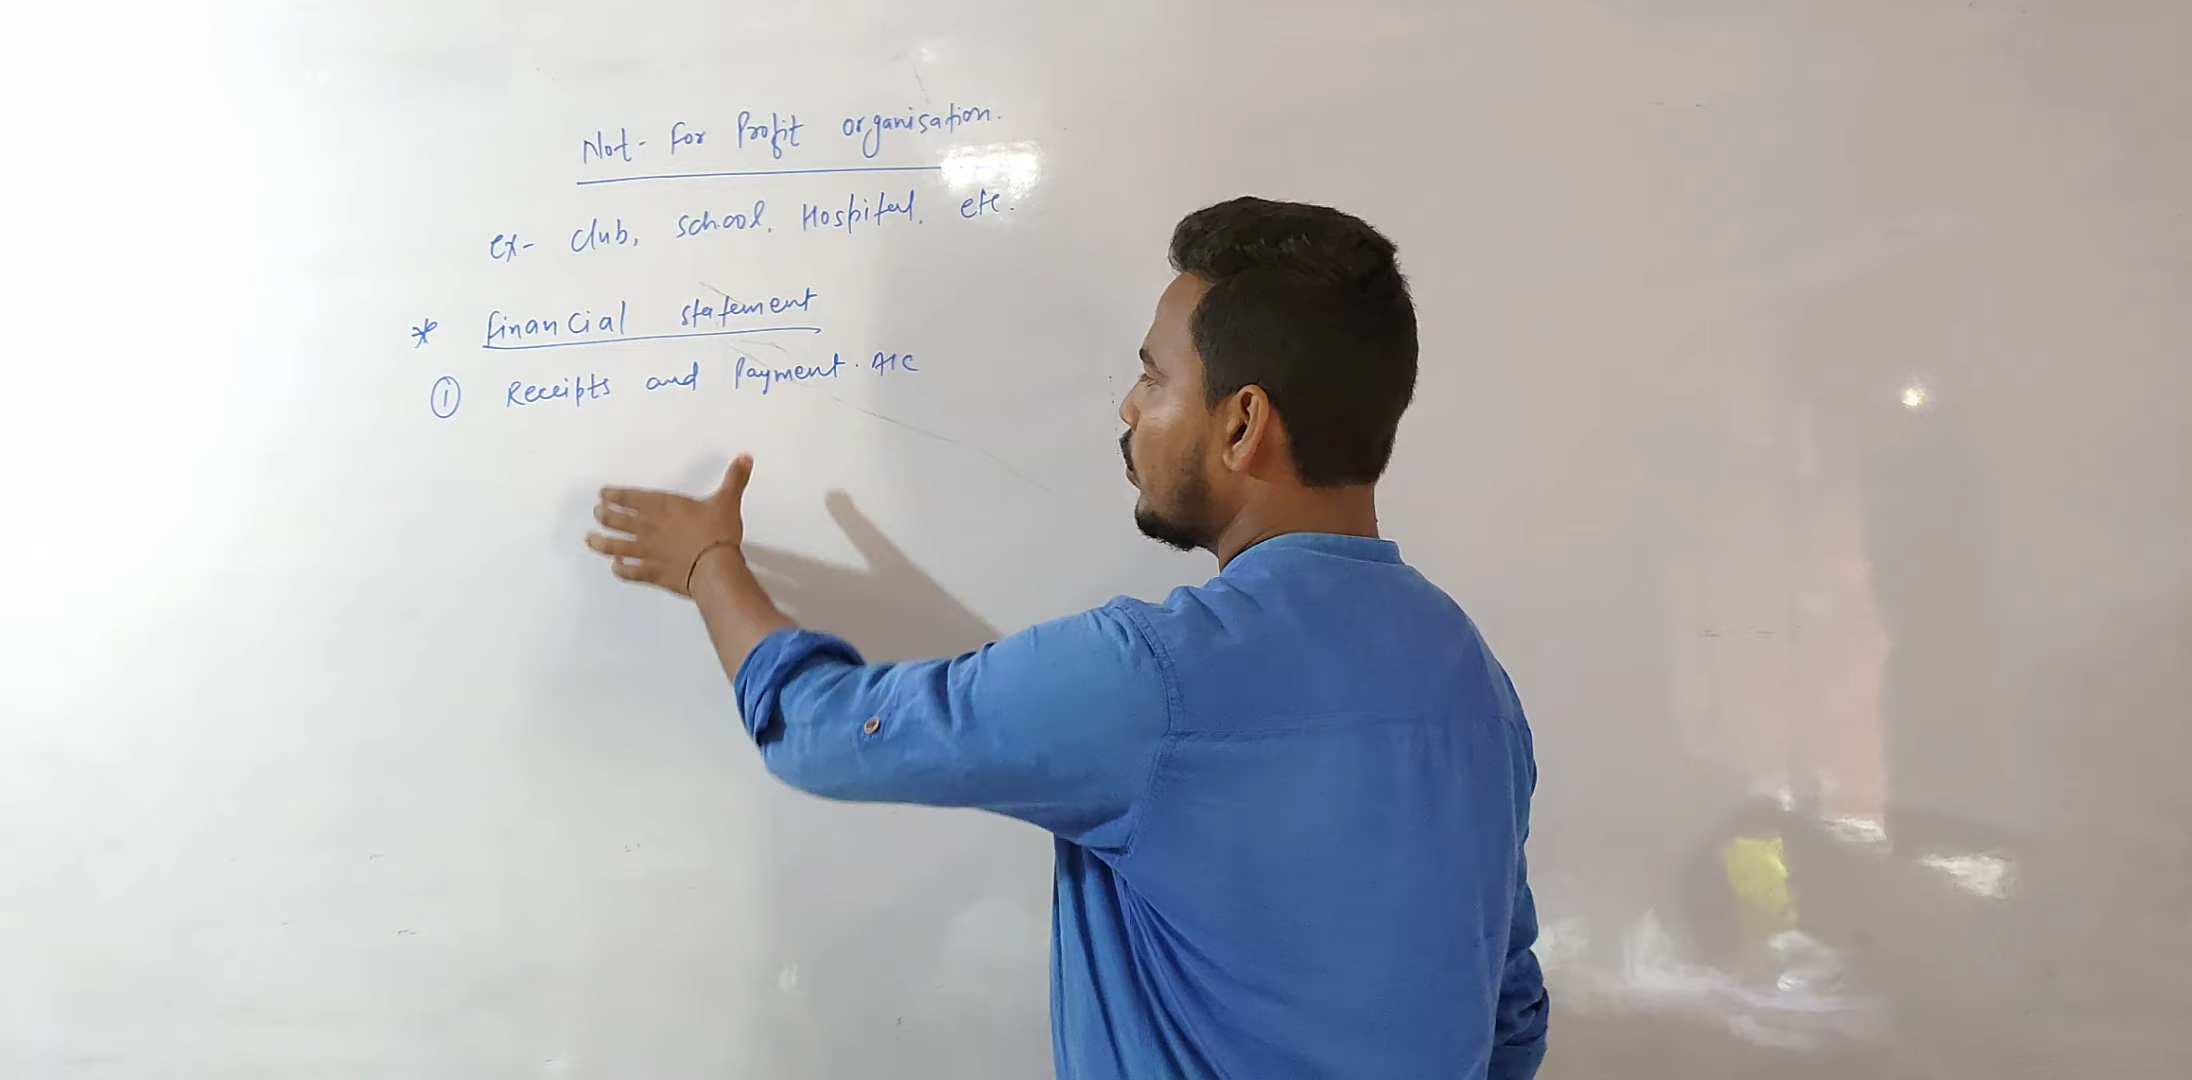 Not- For Profit organisation.
ex- club, school, Hospital, etc.
* financial statement
① Receipts and Payment. A/C